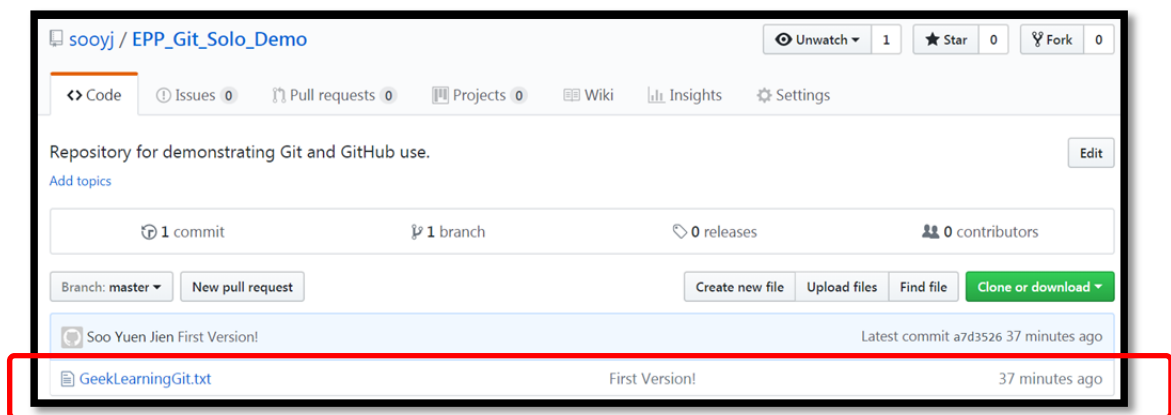 sooyj / EPP_Git_Solo_Demo Unwatch 1 Star 0 Fork 0
Code Issues 0 Pull requests 0 Projects 0 Wiki Insights Settings
Repository for demonstrating Git and GitHub use. Edit
Add topics
1 commit 1 branch 0 releases 0 contributors
Branch: master New pull request Create new file Upload files Find file Clone or download
Soo Yuen Jien First Version! Latest commit a7d3526 37 minutes ago
GeekLearningGit.txt First Version! 37 minutes ago